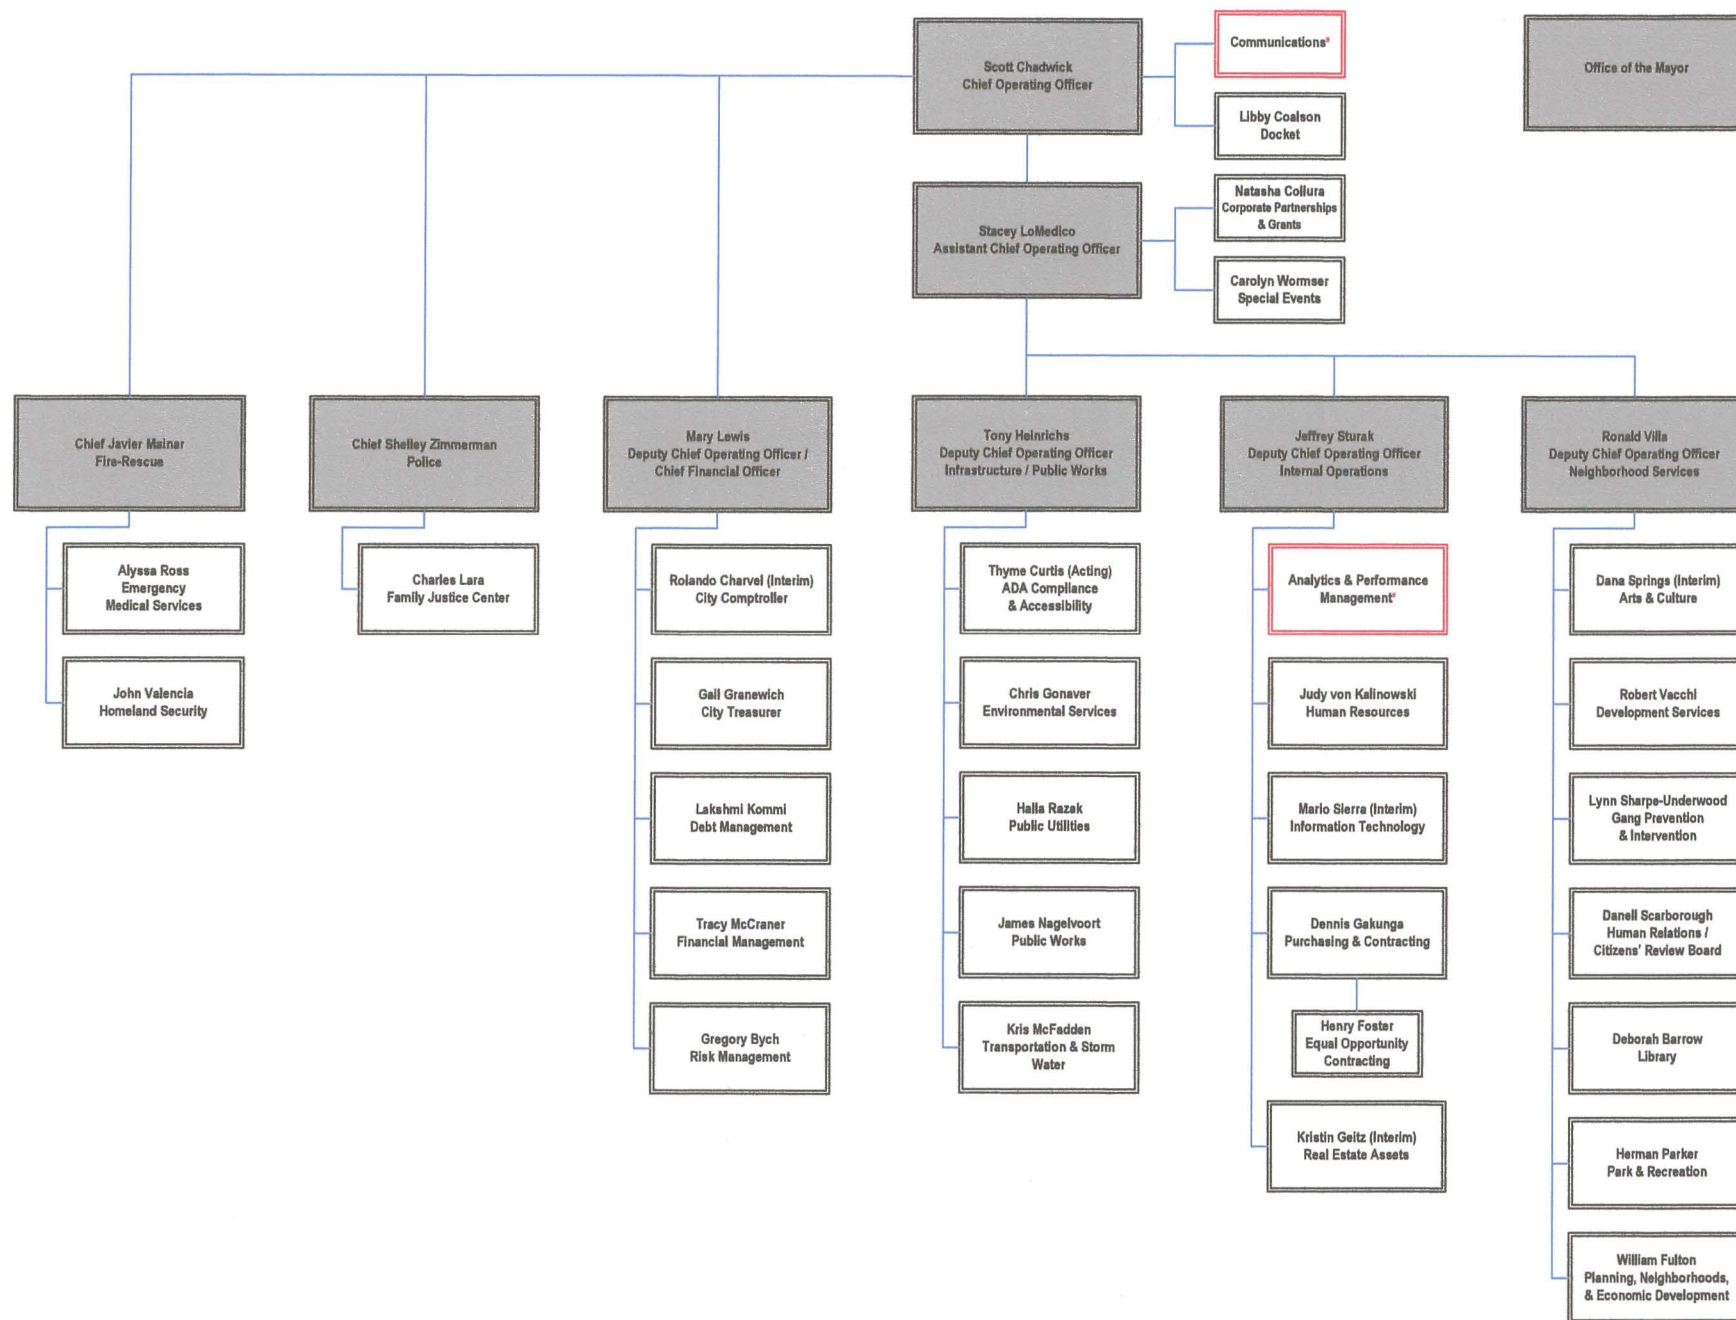 Scott Chadwick
Chief Operating Officer
Communications*
Libby Coalson
Docket
Office of the Mayor
Stacey LoMedico
Assistant Chief Operating Officer
Natasha Collura
Corporate Partnerships
& Grants
Carolyn Wormser
Special Events
Chief Javier Mainar
Fire-Rescue
Alyssa Ross
Emergency
Medical Services
John Valencia
Homeland Security
Chief Shelley Zimmerman
Police
Charles Lara
Family Justice Center
Mary Lewis
Deputy Chief Operating Officer /
Chief Financial Officer
Rolando Charvel (Interim)
City Comptroller
Gail Granewich
City Treasurer
Lakshmi Kommi
Debt Management
Tracy McCraner
Financial Management
Gregory Bych
Risk Management
Tony Heinrichs
Deputy Chief Operating Officer
Infrastructure / Public Works
Thyme Curtis (Acting)
ADA Compliance
& Accessibility
Chris Gonaver
Environmental Services
Halla Razak
Public Utilities
James Nagelvoort
Public Works
Kris McFadden
Transportation & Storm
Water
Jeffrey Sturak
Deputy Chief Operating Officer
Internal Operations
Analytics & Performance
Management*
Judy von Kalinowski
Human Resources
Mario Sierra (Interim)
Information Technology
Dennis Gakunga
Purchasing & Contracting
Henry Foster
Equal Opportunity
Contracting
Kristin Geitz (Interim)
Real Estate Assets
Ronald Villa
Deputy Chief Operating Officer
Neighborhood Services
Dana Springs (Interim)
Arts & Culture
Robert Vacchi
Development Services
Lynn Sharpe-Underwood
Gang Prevention
& Intervention
Danell Scarborough
Human Relations /
Citizens' Review Board
Deborah Barrow
Library
Herman Parker
Park & Recreation
William Fulton
Planning, Neighborhoods,
& Economic Development